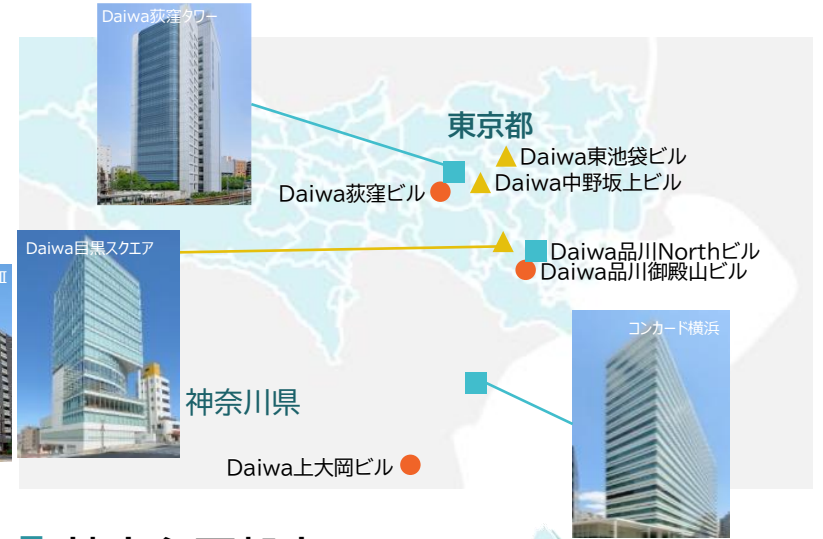 Daiwa荻窪タワー
東京都
Daiwa東池袋ビル
Daiwa中野坂上ビル
Daiwa荻窪ビル
Daiwa目黒スクエア
Daiwa品川Northビル
Daiwa品川御殿山ビル
II
コンカード横浜
神奈川県
Daiwa上大岡ビル